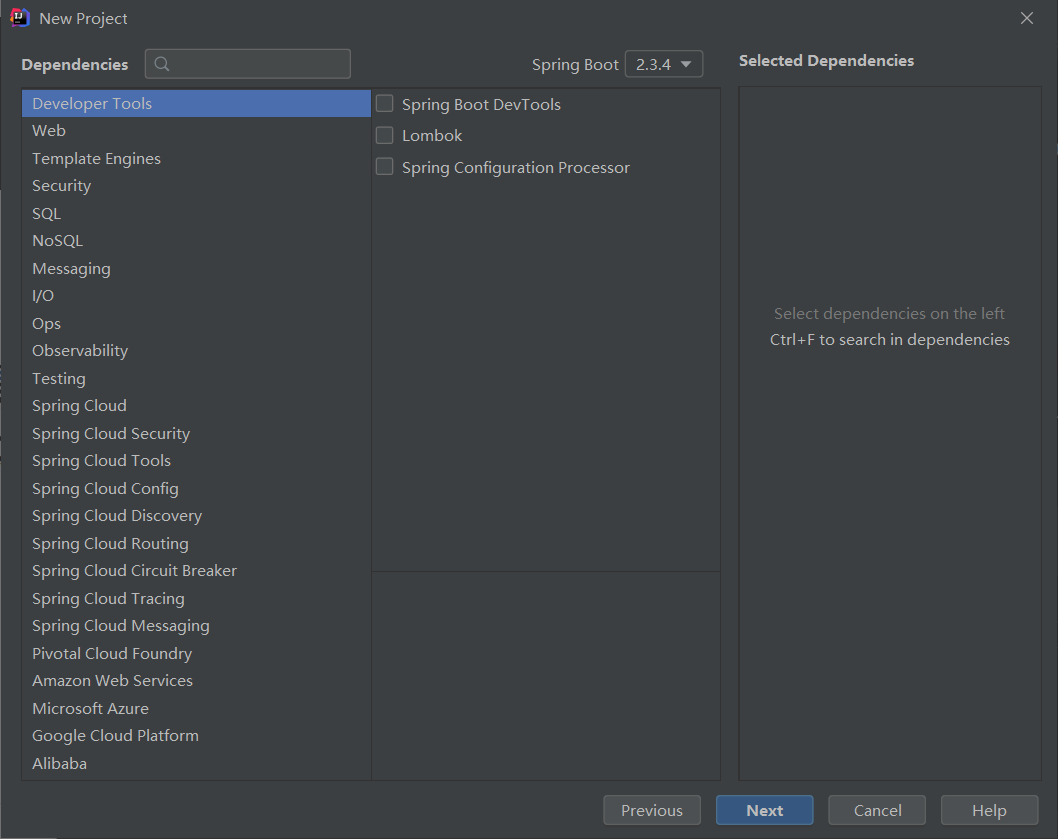 New Project
Dependencies
Spring Boot 2.3.4
Selected Dependencies
Developer Tools
Web
Template Engines
Security
SQL
NoSQL
Messaging
I/O
Ops
Observability
Testing
Spring Cloud
Spring Cloud Security
Spring Cloud Tools
Spring Cloud Config
Spring Cloud Discovery
Spring Cloud Routing
Spring Cloud Circuit Breaker
Spring Cloud Tracing
Spring Cloud Messaging
Pivotal Cloud Foundry
Amazon Web Services
Microsoft Azure
Google Cloud Platform
Alibaba
Spring Boot DevTools
Lombok
Spring Configuration Processor
Select dependencies on the left
Ctrl+F to search in dependencies
Previous
Next
Cancel
Help